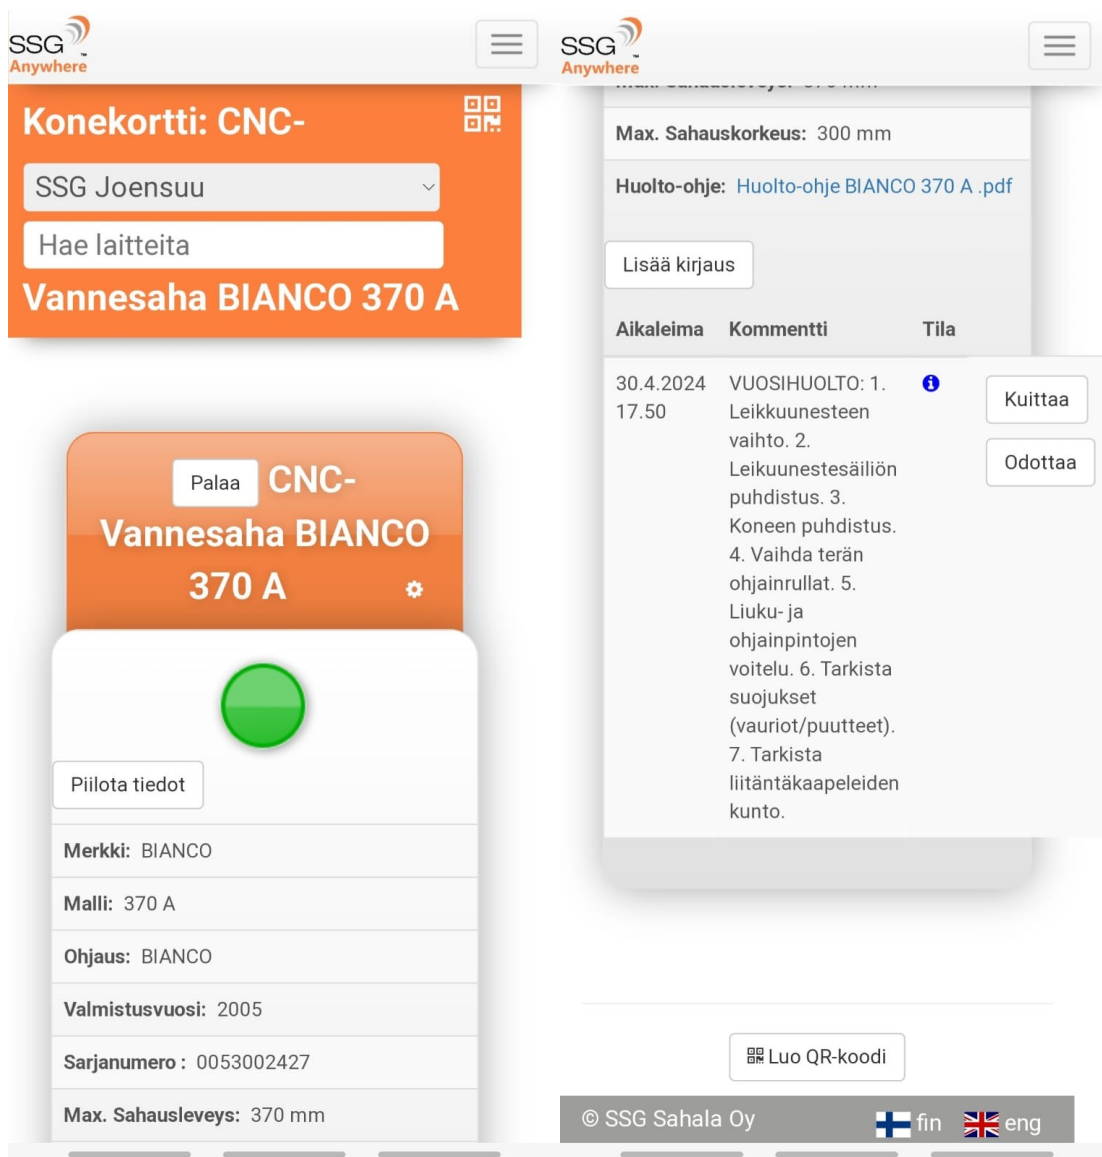 SSG
Anywhere
Konekortti: CNC-
SSG Joensuu
Hae laitteita
Vannesaha BIANCO 370 A
Palaa CNC-
Vannesaha BIANCO
370 A
Piilota tiedot
Merkki: BIANCO
Malli: 370 A
Ohjaus: BIANCO
Valmistusvuosi: 2005
Sarjanumero : 0053002427
Max. Sahausleveys: 370 mm
SSG
Anywhere
Max. Sahausleveys: 370 mm
Max. Sahauskorkeus: 300 mm
Huolto-ohje: Huolto-ohje BIANCO 370 A .pdf
Lisää kirjaus
Aikaleima Kommentti Tila
30.4.2024 VUOSIHUOLTO: 1. Kuittaa
17.50 Leikkuunesteen
vaihto. 2.
Leikuunestesäiliön Odottaa
puhdistus. 3.
Koneen puhdistus.
4. Vaihda terän
ohjainrullat. 5.
Liuku- ja
ohjainpintojen
voitelu. 6. Tarkista
suojukset
(vauriot/puutteet).
7. Tarkista
liitäntäkaapeleiden
kunto.
Luo QR-koodi
© SSG Sahala Oy fin eng